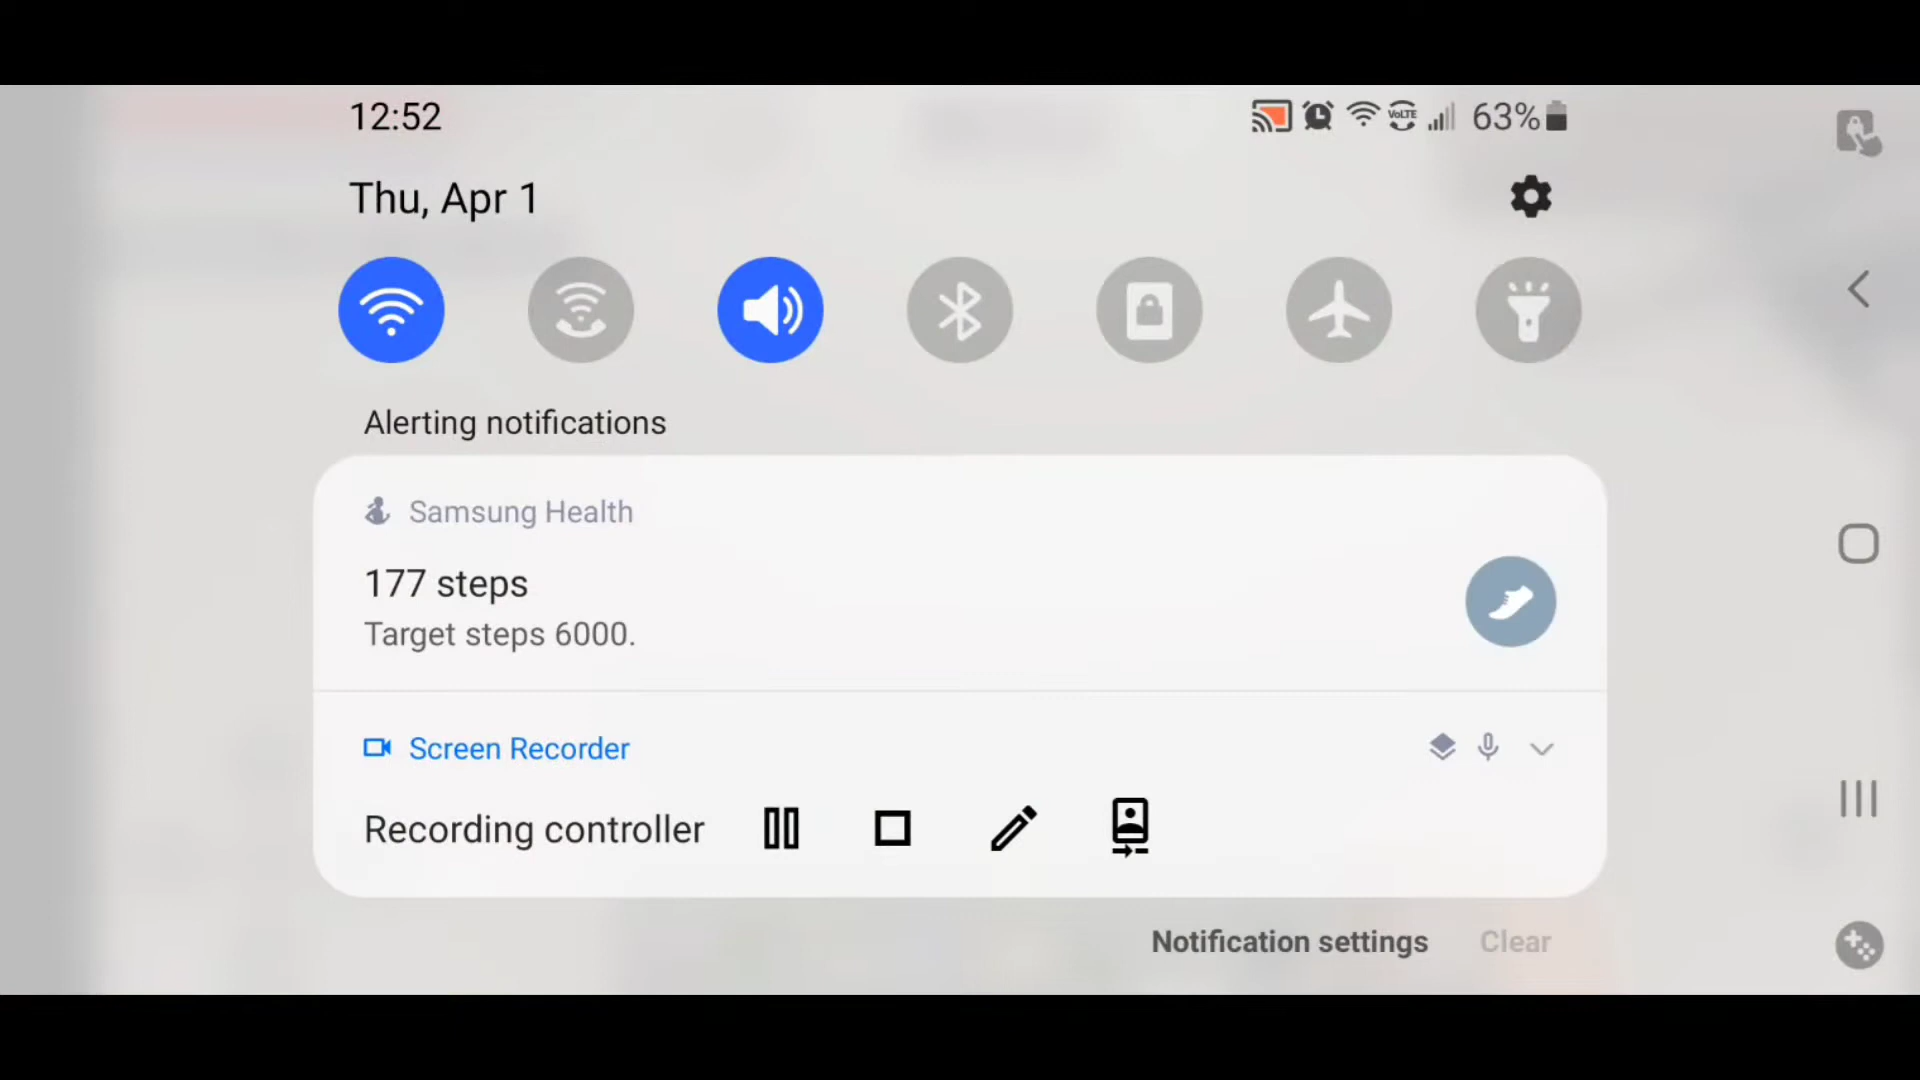 12:52
VoLTE
63%
Thu, Apr 1
Alerting notifications
Samsung Health
177 steps
Target steps 6000.
Screen Recorder
Recording controller
Notification settings
Clear